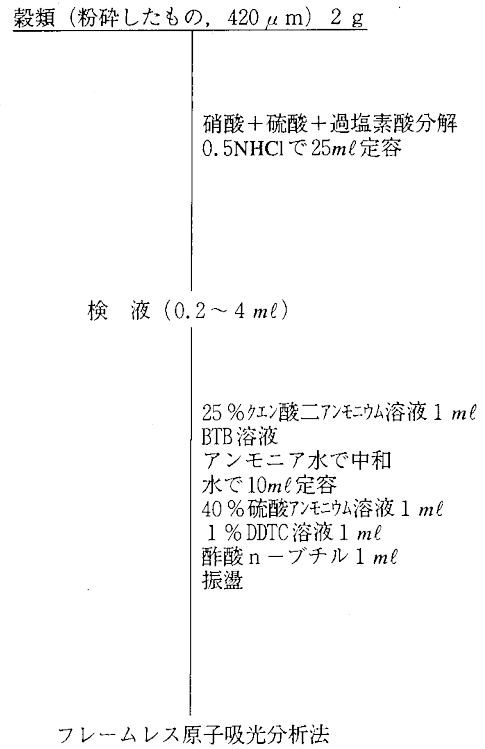 穀類(粉砕したもの,420μm)2g
硝酸+硫酸+過塩素酸分解
0.5NHClで25mℓ定容
検 液(0.2~4 mℓ)
25%クエン酸二アンモニウム溶液1 mℓ
BTB溶液
アンモニア水で中和
水で10mℓ定容
40%硫酸アンモニウム溶液1 mℓ
1%DDTC溶液1 mℓ
酢酸n-ブチル1 mℓ
振盪
フレームレス原子吸光分析法